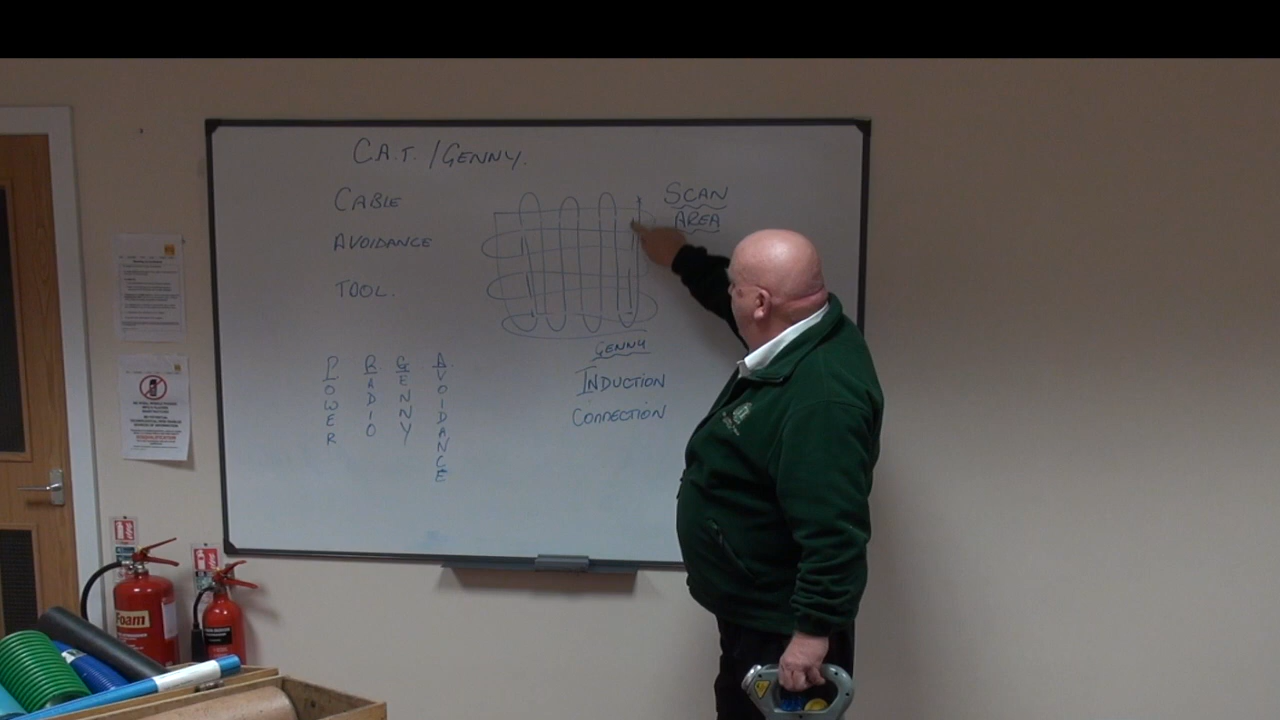 C.A.T. / GENNY.
CABLE
AVOIDANCE
TOOL.
SCAN
AREA
GENNY
INDUCTION
CONNECTION
POWER
RADIO
GENNY
AVOIDANCE
Foam